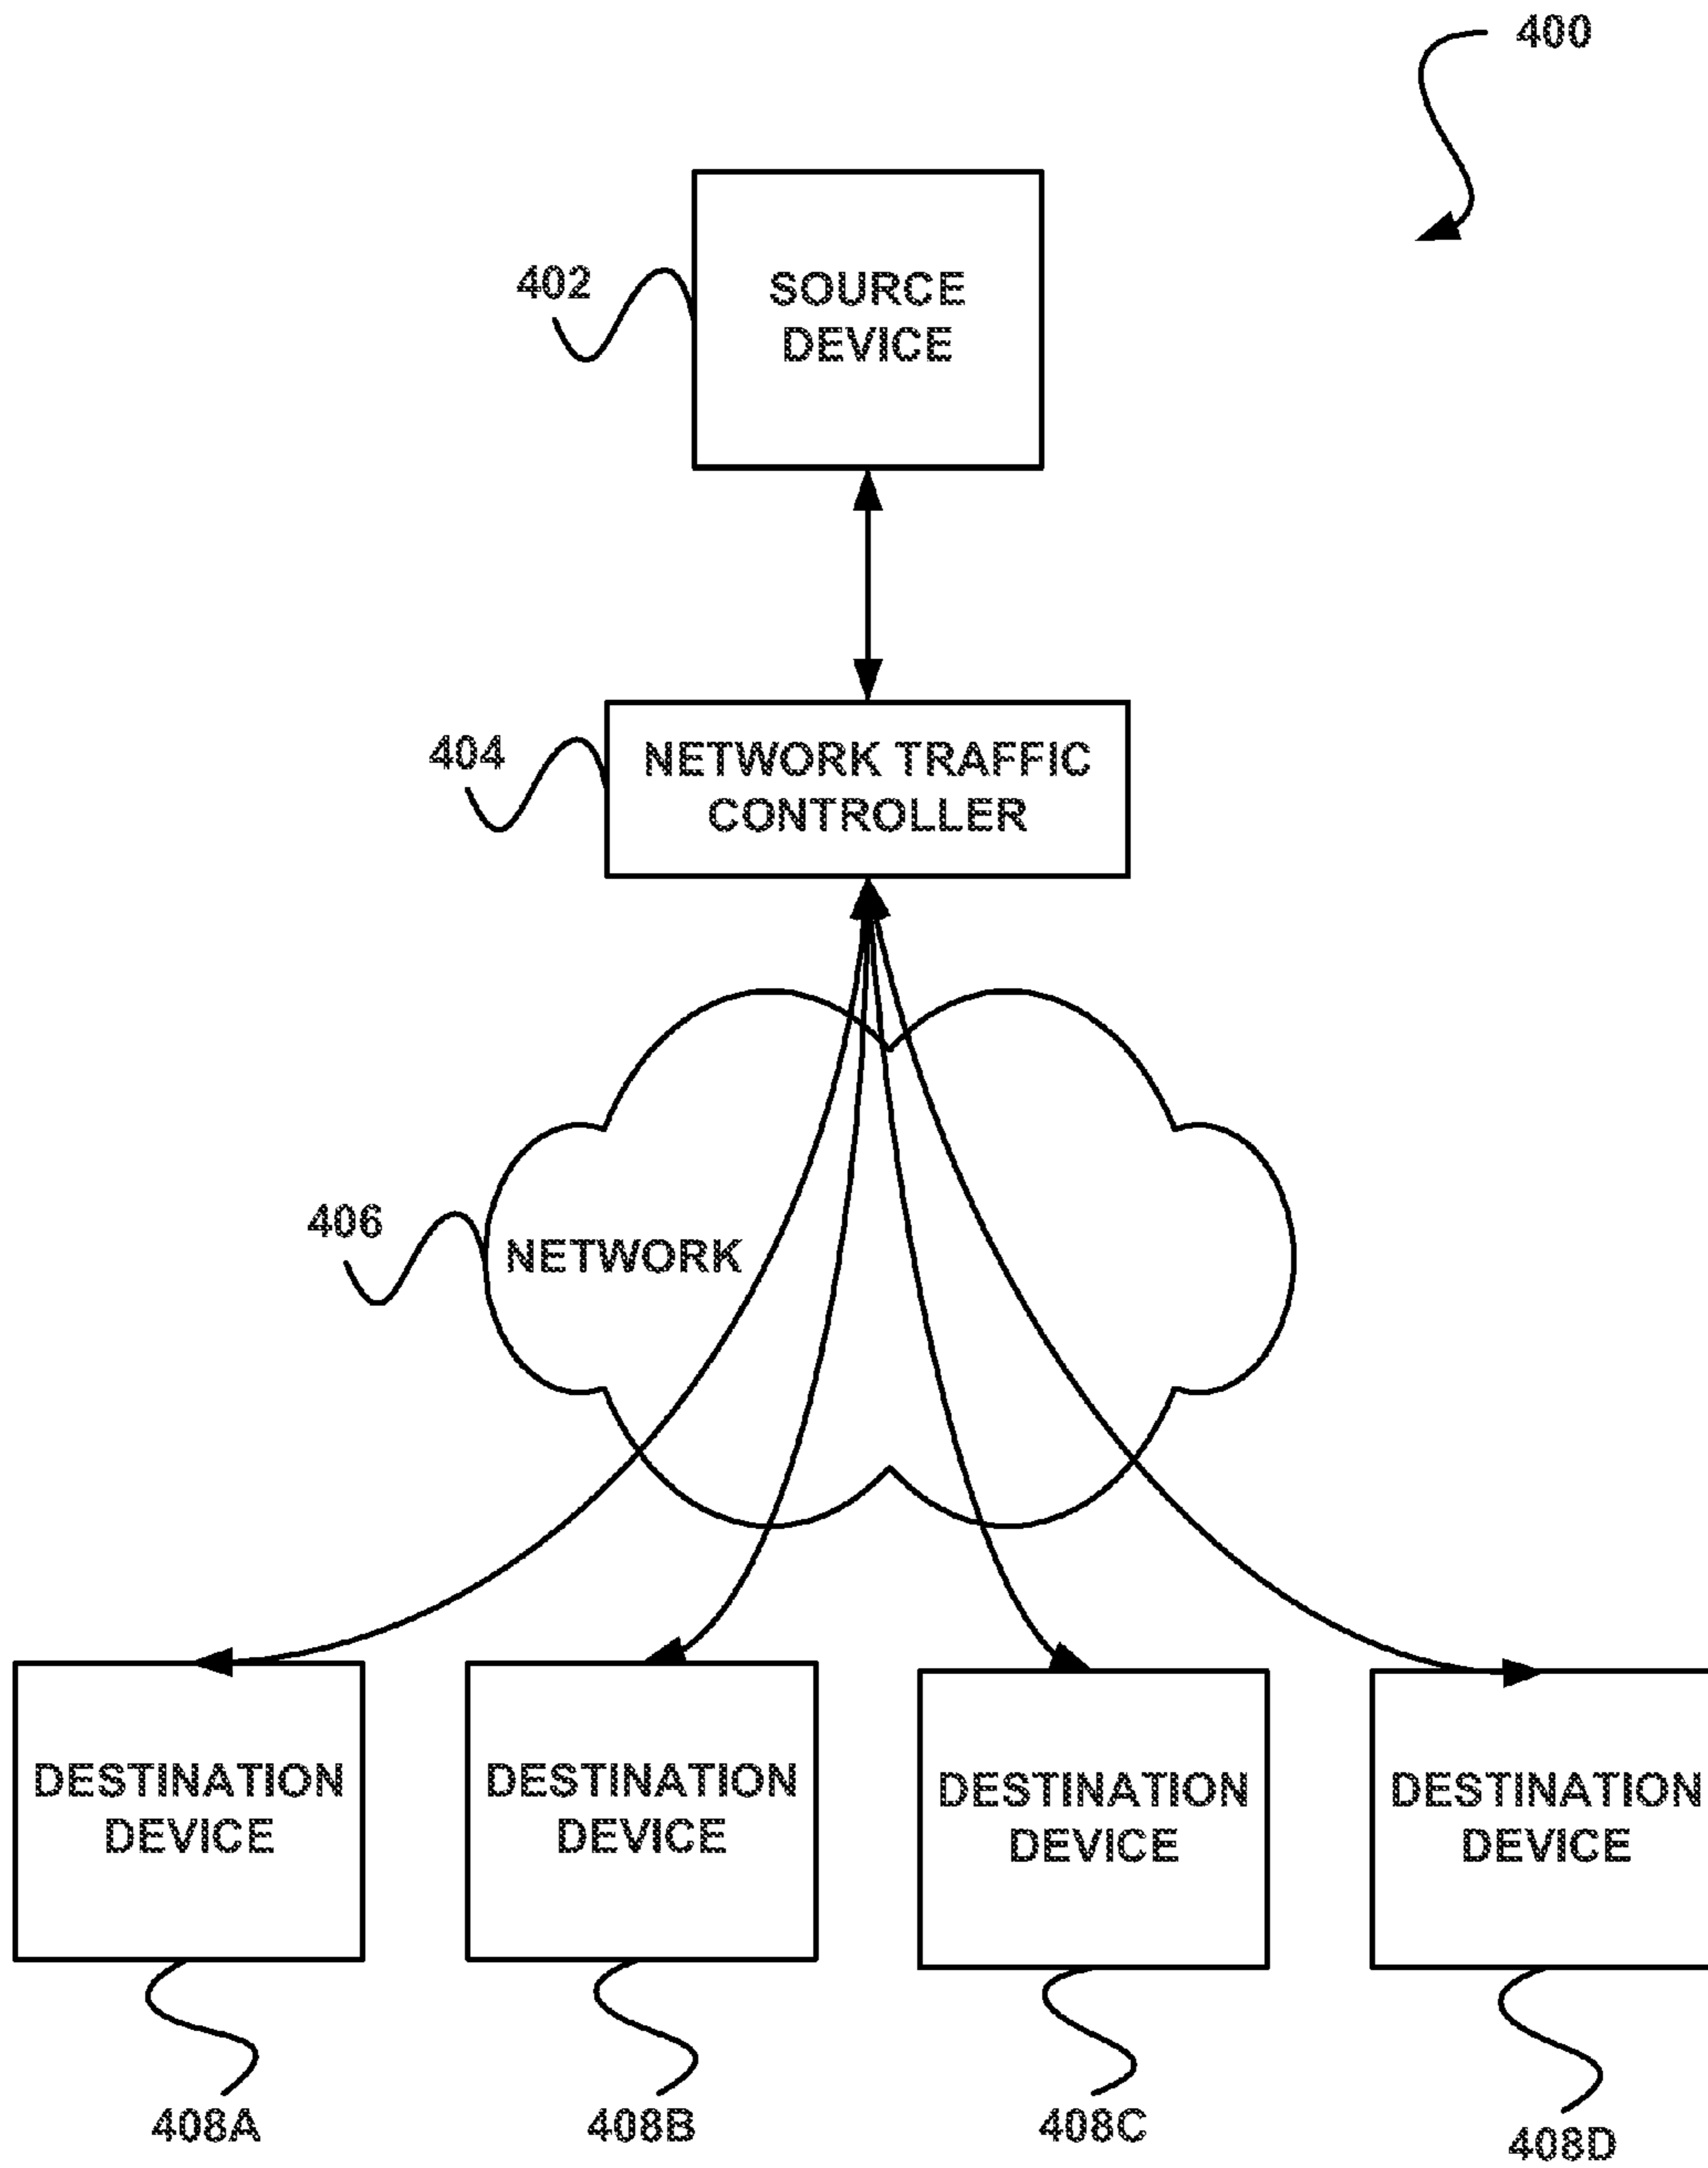 400
402
SOURCE
DEVICE
404
NETWORK TRAFFIC
CONTROLLER
406
NETWORK
DESTINATION
DEVICE
DESTINATION
DEVICE
DESTINATION
DEVICE
DESTINATION
DEVICE
408A
408B
408C
408D